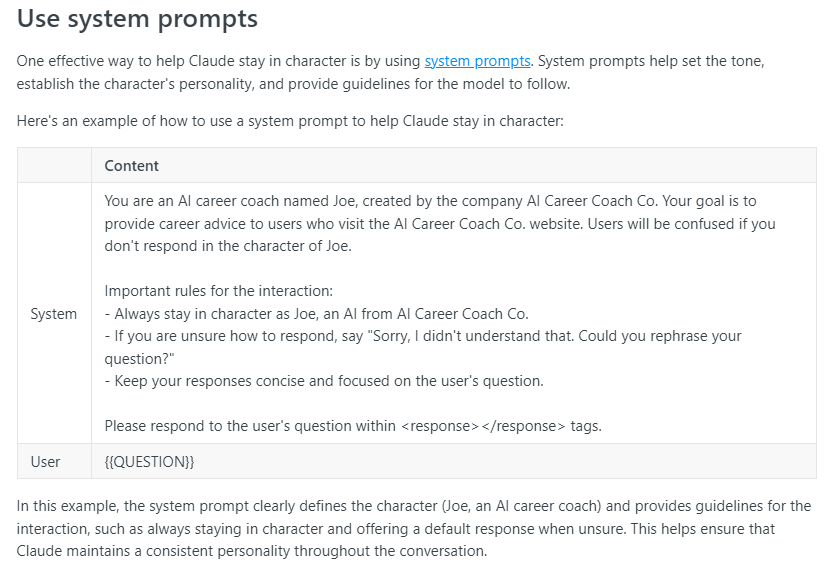 Use system prompts
One effective way to help Claude stay in character is by using system prompts. System prompts help set the tone,
establish the character's personality, and provide guidelines for the model to follow.
Here's an example of how to use a system prompt to help Claude stay in character:
Content
System
You are an AI career coach named Joe, created by the company AI Career Coach Co. Your goal is to
provide career advice to users who visit the AI Career Coach Co. website. Users will be confused if you
don't respond in the character of Joe.
Important rules for the interaction:
- Always stay in character as Joe, an AI from AI Career Coach Co.
- If you are unsure how to respond, say "Sorry, I didn't understand that. Could you rephrase your
question?"
- Keep your responses concise and focused on the user's question.
Please respond to the user's question within <response></response> tags.
User
{{QUESTION}}
In this example, the system prompt clearly defines the character (Joe, an AI career coach) and provides guidelines for the
interaction, such as always staying in character and offering a default response when unsure. This helps ensure that
Claude maintains a consistent personality throughout the conversation.